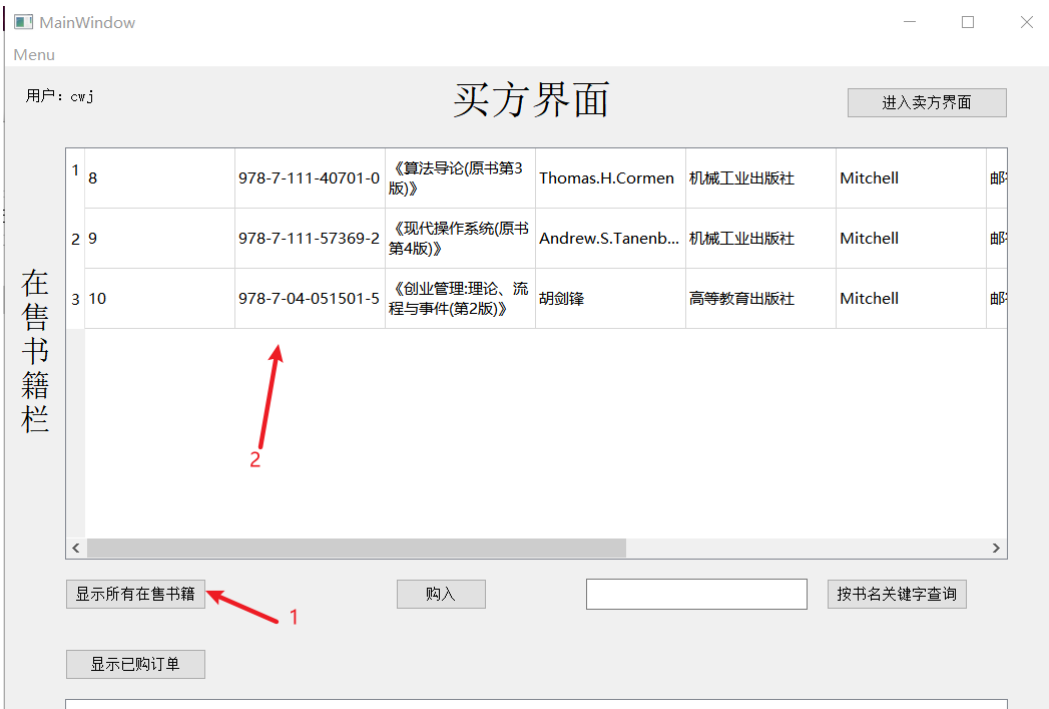 MainWindow
Menu
用户：cwj
买方界面
进入卖方界面
在售书籍栏
1 8 978-7-111-40701-0 《算法导论(原书第3版)》 Thomas.H.Cormen 机械工业出版社 Mitchell 邮
2 9 978-7-111-57369-2 《现代操作系统(原书第4版)》 Andrew.S.Tanenb... 机械工业出版社 Mitchell 邮
3 10 978-7-04-051501-5 《创业管理:理论、流程与事件(第2版)》 胡剑锋 高等教育出版社 Mitchell 邮
2
显示所有在售书籍 1 购入 按书名关键字查询
显示已购订单